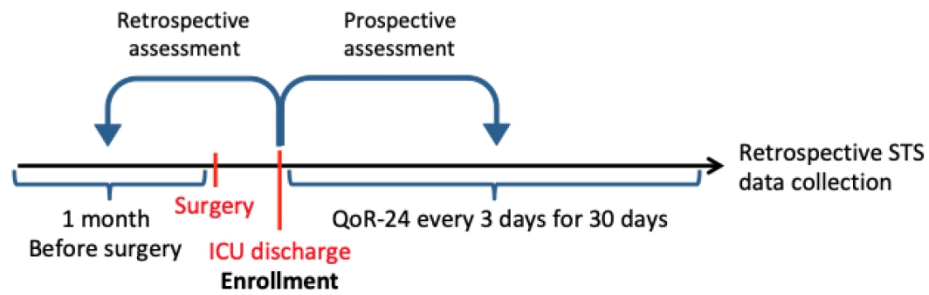 Retrospective
assessment
Prospective
assessment
Retrospective STS
data collection
Surgery
1 month
Before surgery
QoR-24 every 3 days for 30 days
ICU discharge
Enrollment